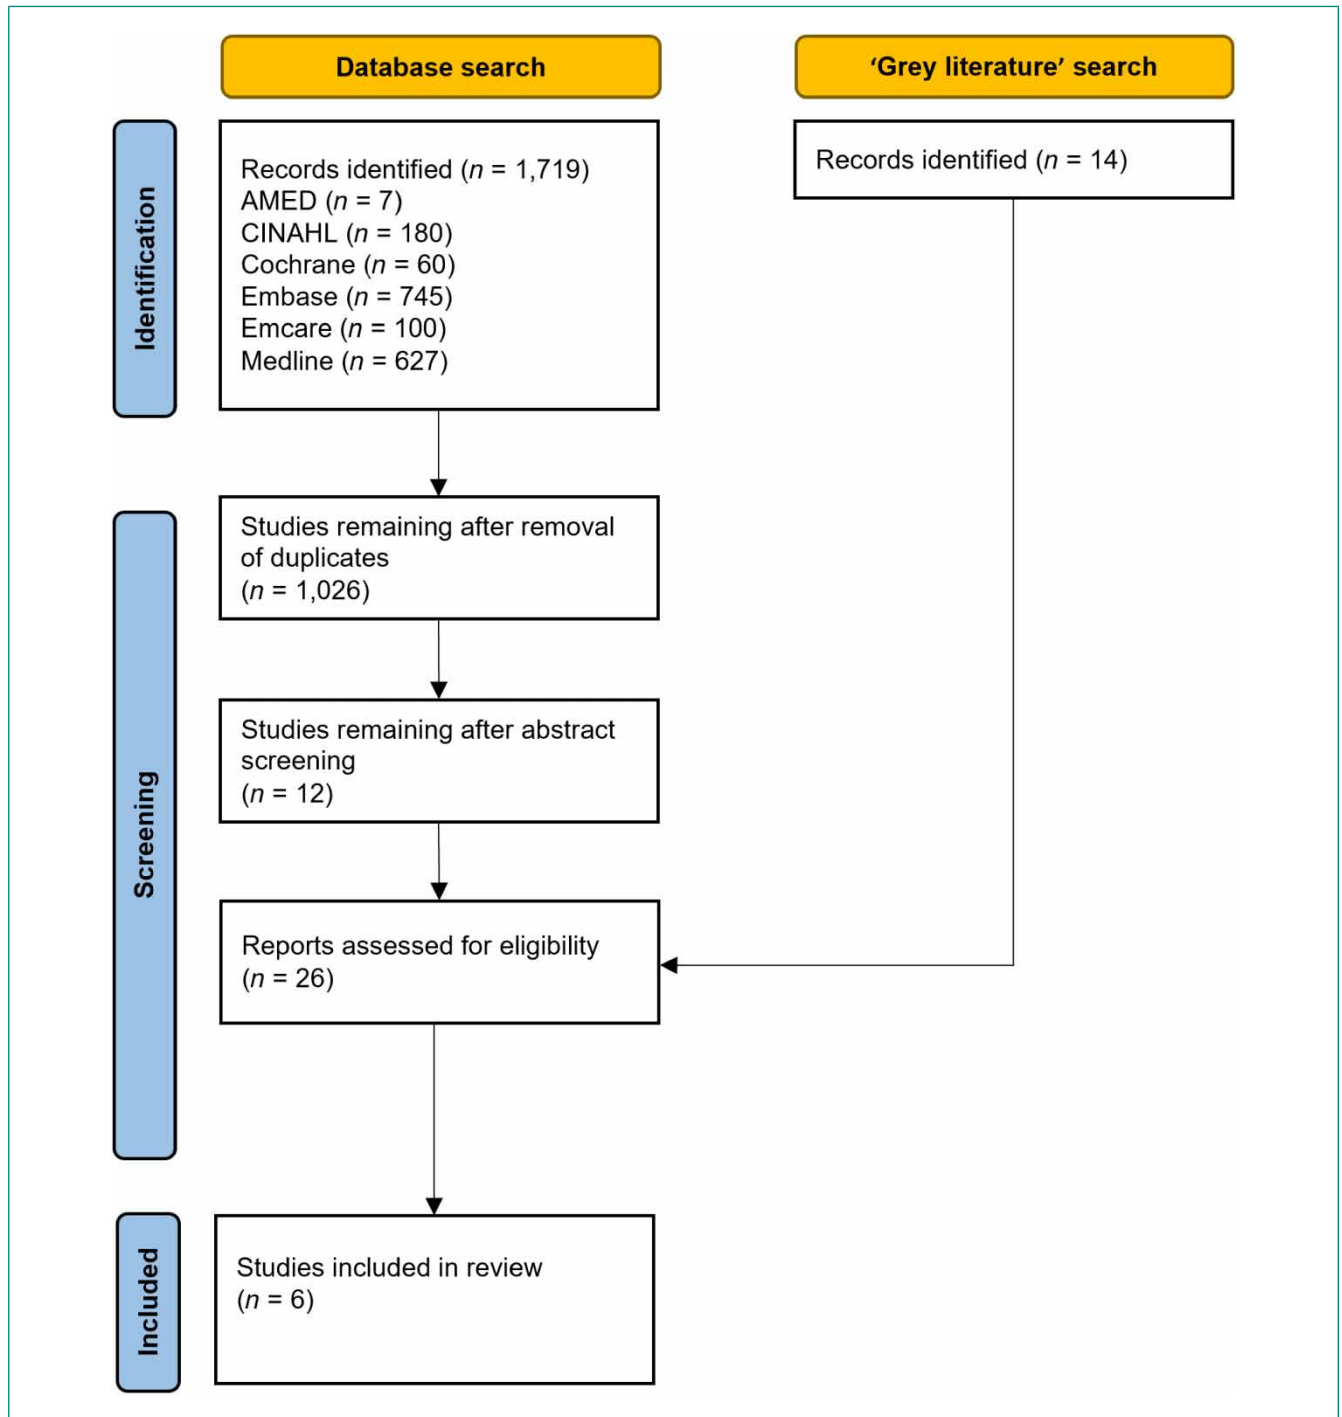 Database search
'Grey literature' search
Identification
Records identified (n = 1,719)
AMED (n = 7)
CINAHL (n = 180)
Cochrane (n = 60)
Embase (n = 745)
Emcare (n = 100)
Medline (n = 627)
Records identified (n = 14)
Screening
Studies remaining after removal
of duplicates
(n = 1,026)
Studies remaining after abstract
screening
(n = 12)
Reports assessed for eligibility
(n = 26)
Included
Studies included in review
(n = 6)